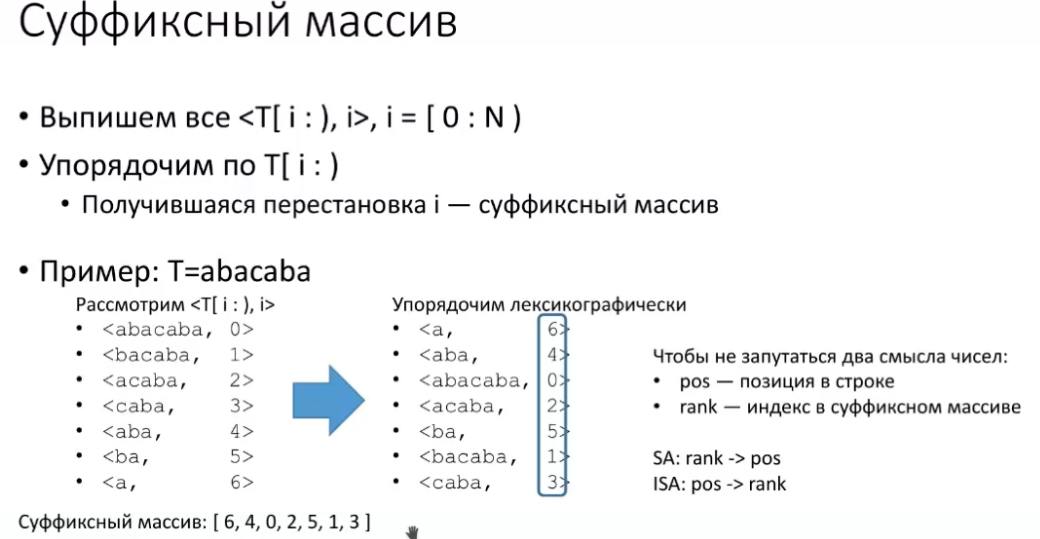 Суффиксный массив
• Выпишем все <T[ i : ), i>, i = [ 0 : N )
• Упорядочим по T[ i : )
• Получившаяся перестановка i — суффиксный массив
• Пример: T=abacaba
Рассмотрим <T[ i : ), i>
• <abacaba, 0>
• <bacaba, 1>
• <acaba, 2>
• <caba, 3>
• <aba, 4>
• <ba, 5>
• <a, 6>
Упорядочим лексикографически
• <a, 6>
• <aba, 4>
• <abacaba, 0>
• <acaba, 2>
• <ba, 5>
• <bacaba, 1>
• <caba, 3>
Чтобы не запутаться два смысла чисел:
• pos — позиция в строке
• rank — индекс в суффиксном массиве
SA: rank -> pos
ISA: pos -> rank
Суффиксный массив: [ 6, 4, 0, 2, 5, 1, 3 ]